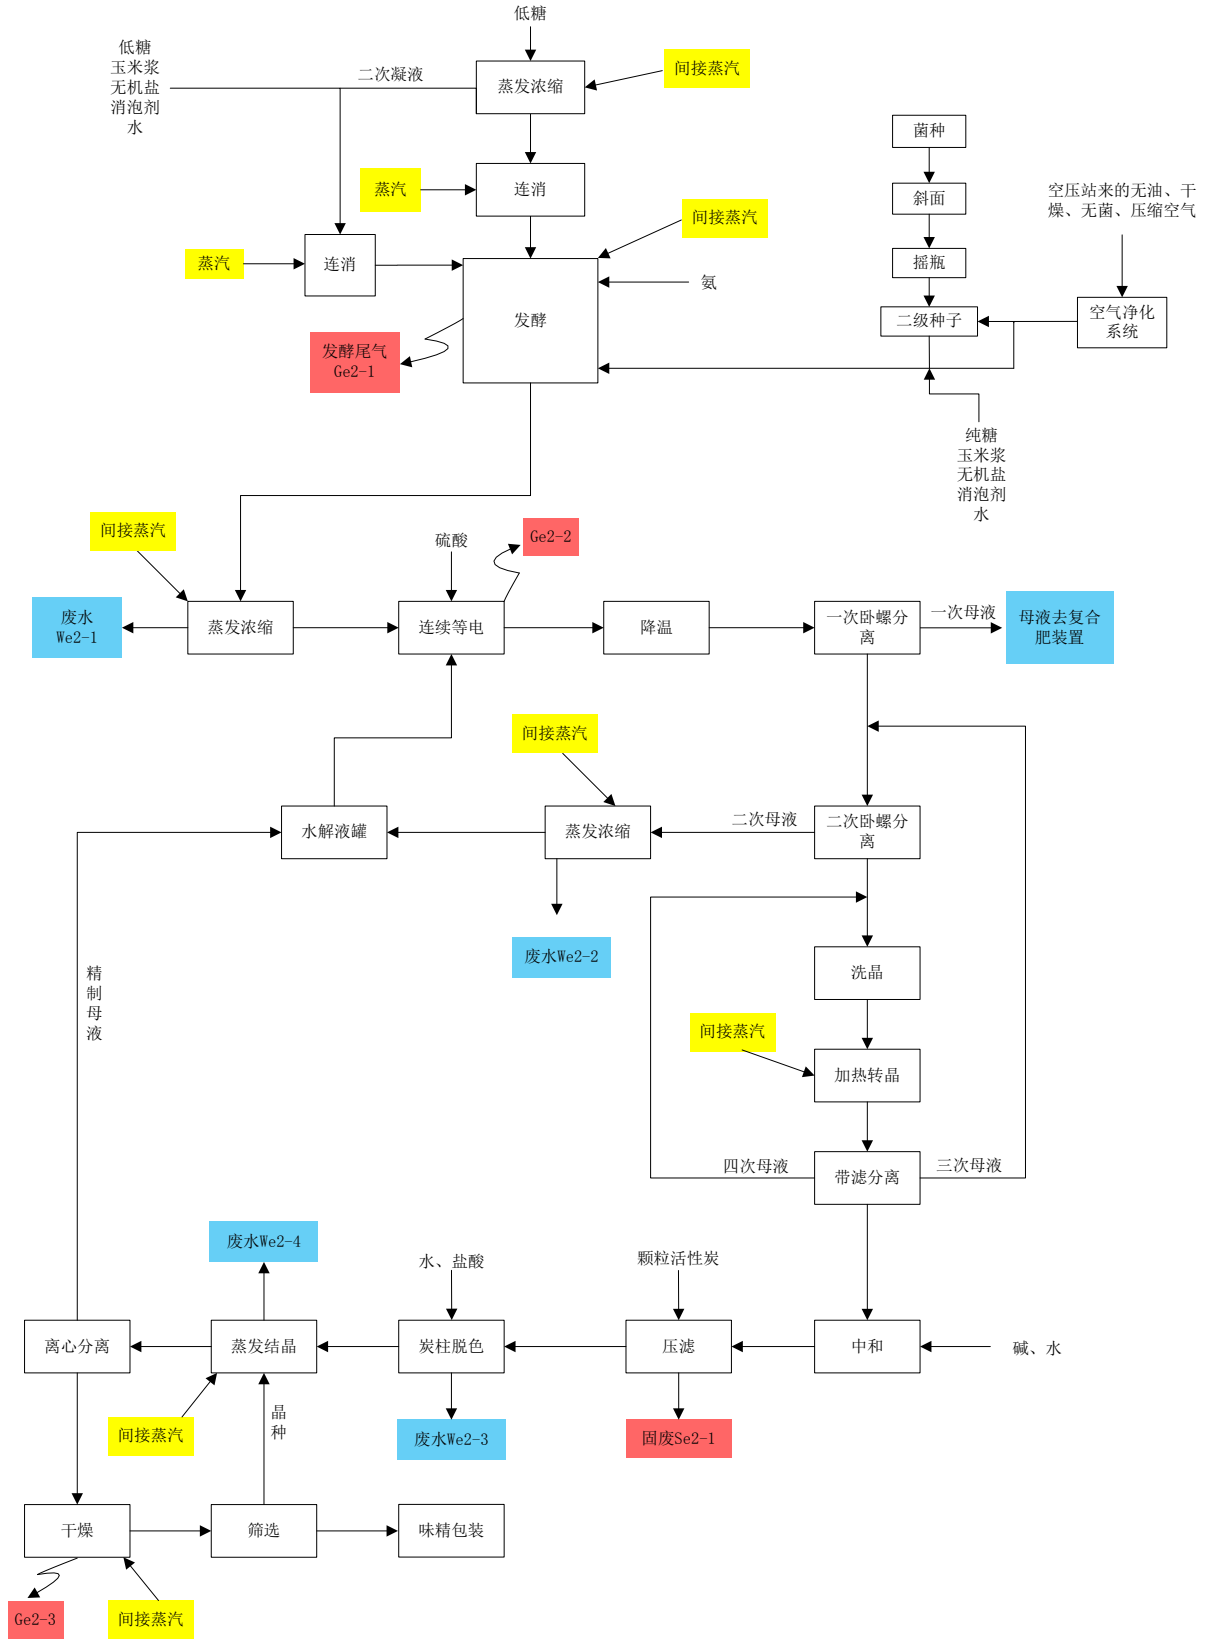 低糖
低糖
玉米浆
无机盐
消泡剂
水
二次凝液
蒸发浓缩
间接蒸汽
菌种
蒸汽
连消
斜面
空压站来的无油、干
燥、无菌、压缩空气
间接蒸汽
蒸汽
连消
摇瓶
氨
发酵
二级种子
空气净化
系统
发酵尾气
Ge2-1
纯糖
玉米浆
无机盐
消泡剂
水
间接蒸汽
硫酸
Ge2-2
废水
We2-1
蒸发浓缩
连续等电
降温
一次卧螺分
离
一次母液
母液去复合
肥装置
间接蒸汽
水解液罐
蒸发浓缩
二次母液
二次卧螺分
离
废水We2-2
洗晶
精
制
母
液
间接蒸汽
加热转晶
四次母液
带滤分离
三次母液
废水We2-4
水、盐酸
颗粒活性炭
离心分离
蒸发结晶
炭柱脱色
压滤
中和
碱、水
间接蒸汽
晶
种
废水We2-3
固废Se2-1
干燥
筛选
味精包装
Ge2-3
间接蒸汽